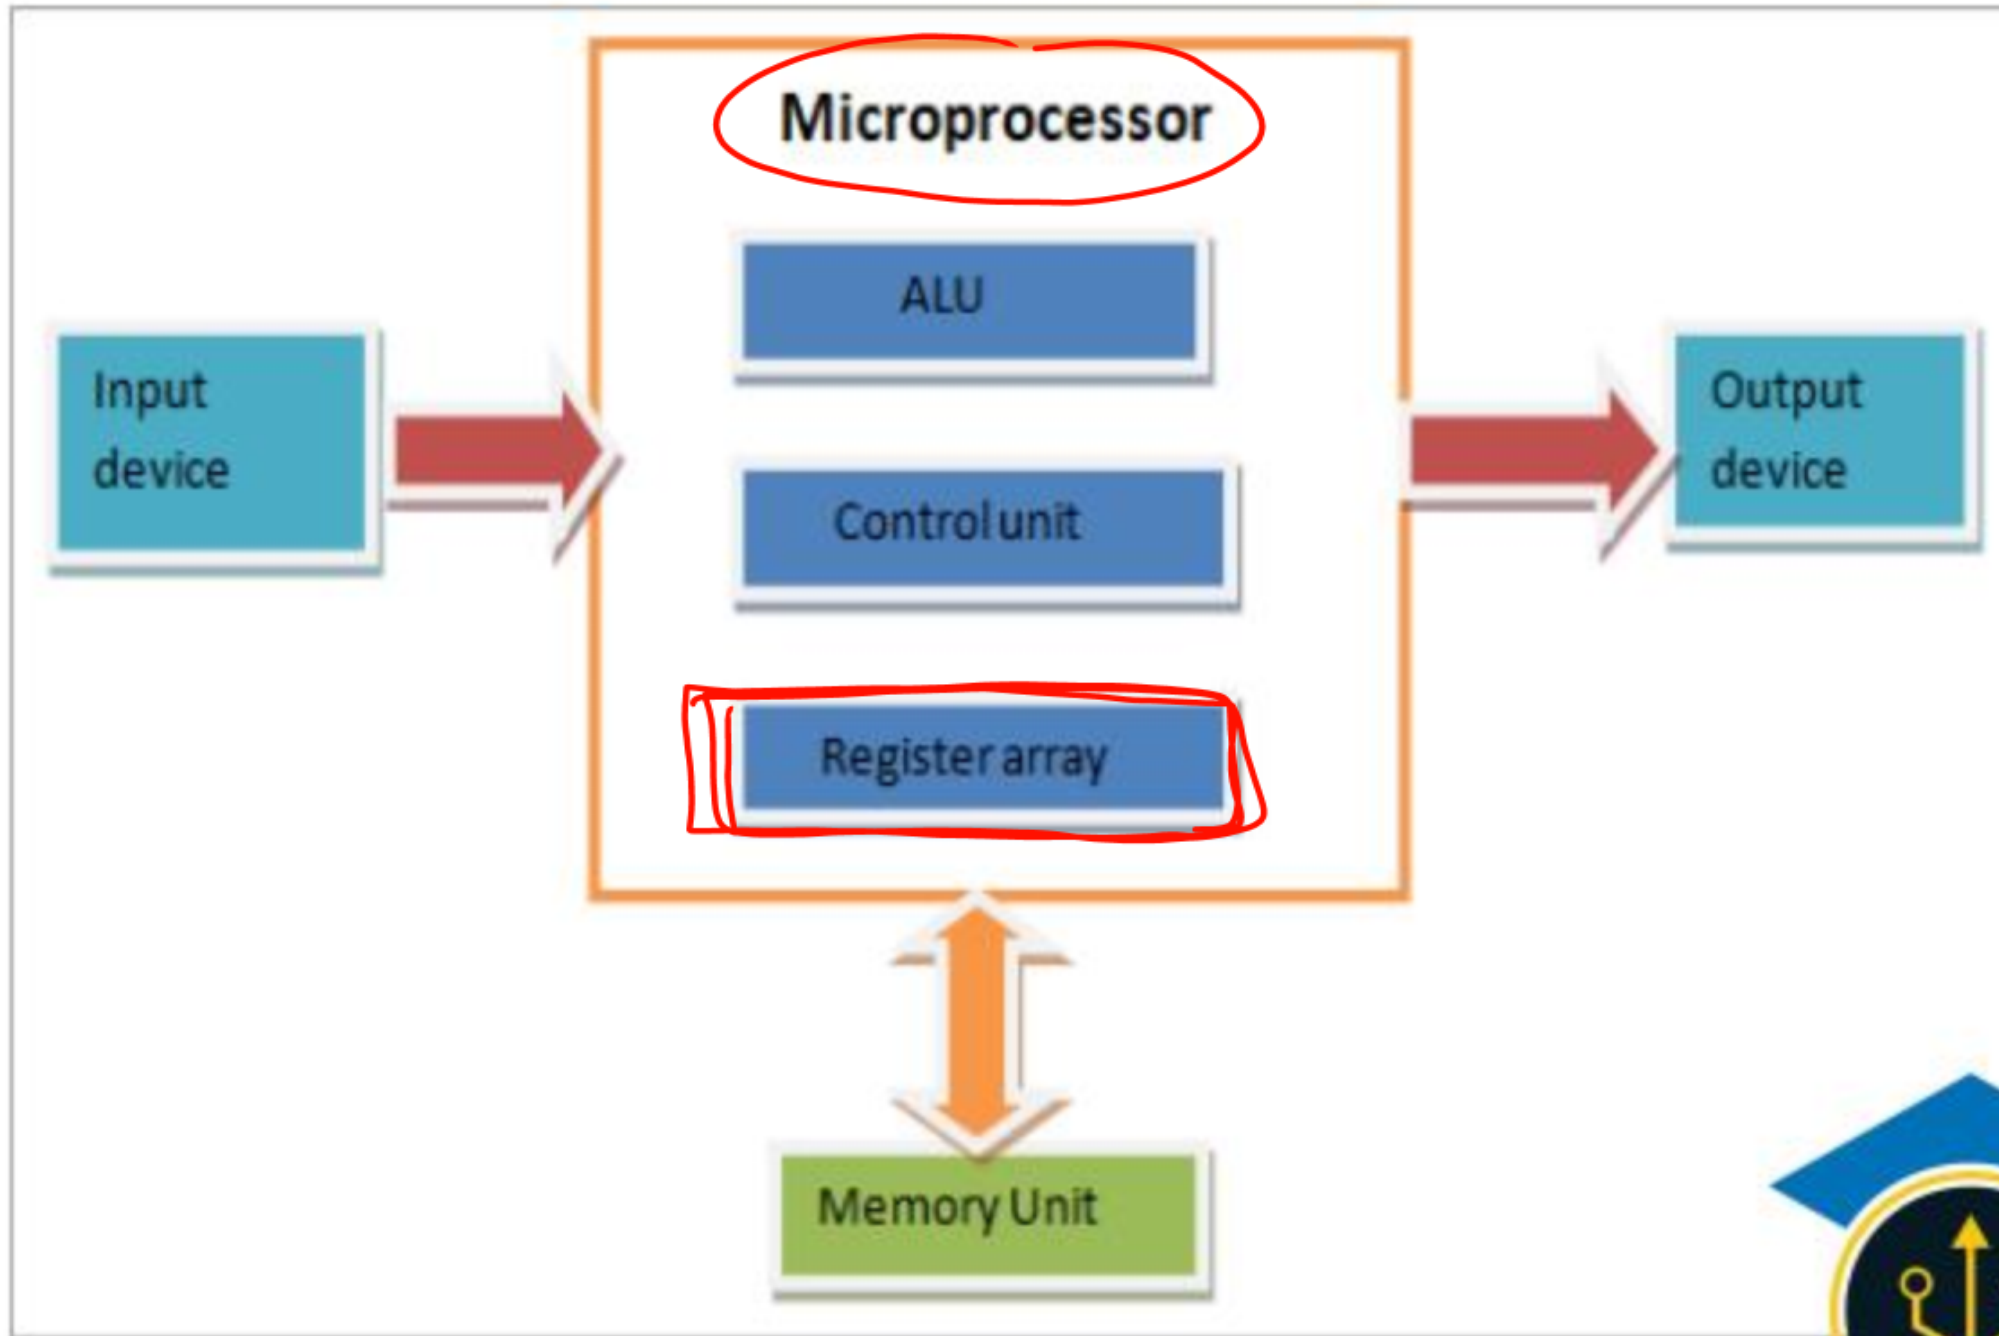 Microprocessor
ALU
Input
device
Control unit
Output
device
Register array
Memory Unit